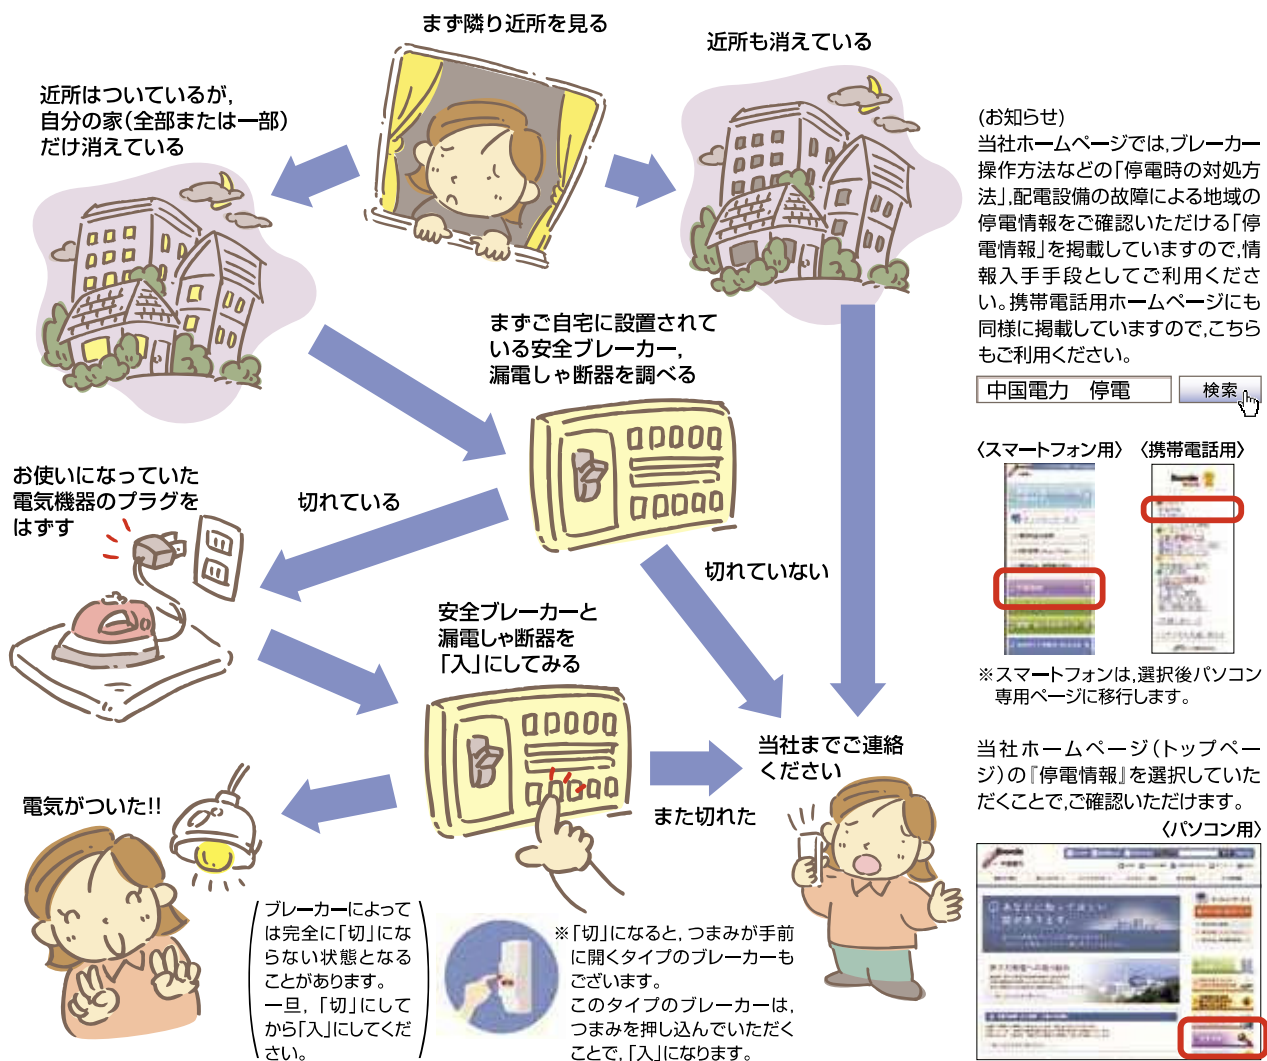 まず隣り近所を見る
近所も消えている
近所はついているが,
自分の家(全部または一部)
だけ消えている
まずご自宅に設置されて
いる安全ブレーカー,
漏電しゃ断器を調べる
お使いになっていた
電気機器のプラグを
はずす
切れている
切れていない
安全ブレーカーと
漏電しゃ断器を
「入」にしてみる
当社までご連絡
ください
電気がついた!!
また切れた
ブレーカーによって
は完全に「切」にな
らない状態となる
ことがあります。
一旦,「切」にして
から「入」にしてくだ
さい。
※「切」になると,つまみが手前
に開くタイプのブレーカーも
ございます。
このタイプのブレーカーは,
つまみを押し込んでいただく
ことで,「入」になります。
(お知らせ)
当社ホームページでは,ブレーカー
操作方法などの「停電時の対処方
法」,配電設備の故障による地域の
停電情報をご確認いただける「停
電情報」を掲載していますので,情
報入手手段としてご利用くださ
い。携帯電話用ホームページにも
同様に掲載していますので,こちら
もご利用ください。
中国電力 停電
検索
〈スマートフォン用〉 〈携帯電話用〉
※スマートフォンは,選択後パソコン
専用ページに移行します。
当社ホームページ(トップペー
ジ)の『停電情報』を選択していた
だくことで,ご確認いただけます。
〈パソコン用〉